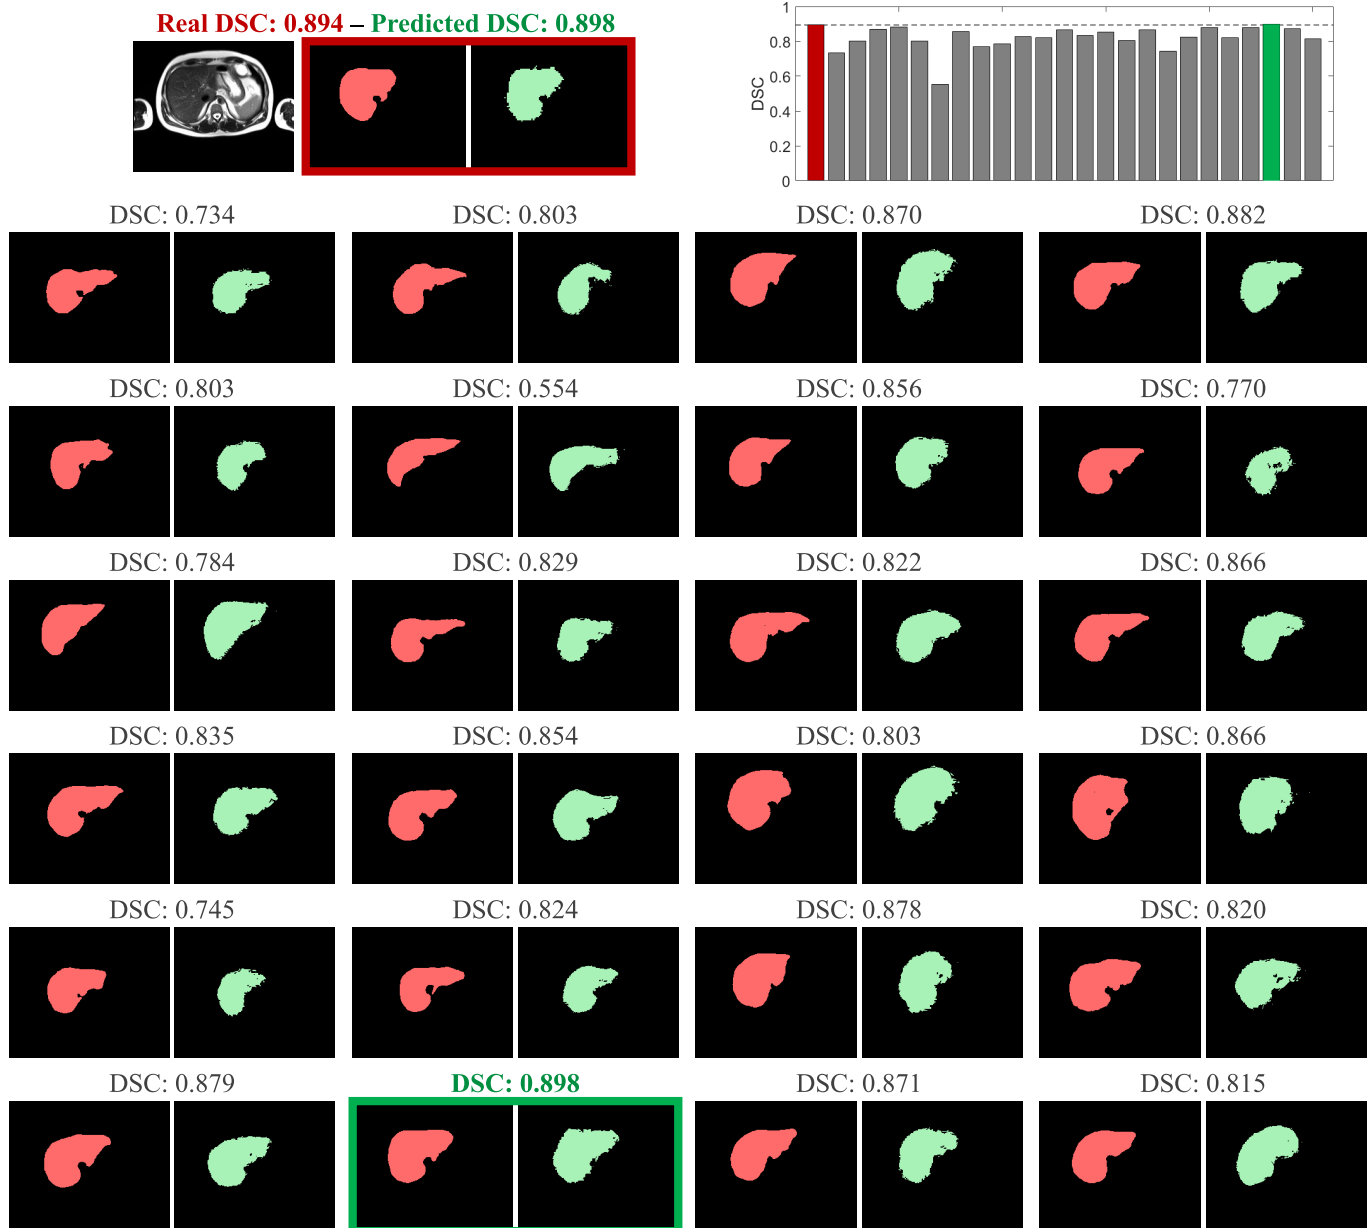 Real DSC: 0.894 – Predicted DSC: 0.898
1
0.8
0.6
0.4
0.2
0
DSC
DSC: 0.734 DSC: 0.803 DSC: 0.870 DSC: 0.882
DSC: 0.803 DSC: 0.554 DSC: 0.856 DSC: 0.770
DSC: 0.784 DSC: 0.829 DSC: 0.822 DSC: 0.866
DSC: 0.835 DSC: 0.854 DSC: 0.803 DSC: 0.866
DSC: 0.745 DSC: 0.824 DSC: 0.878 DSC: 0.820
DSC: 0.879 DSC: 0.898 DSC: 0.871 DSC: 0.815